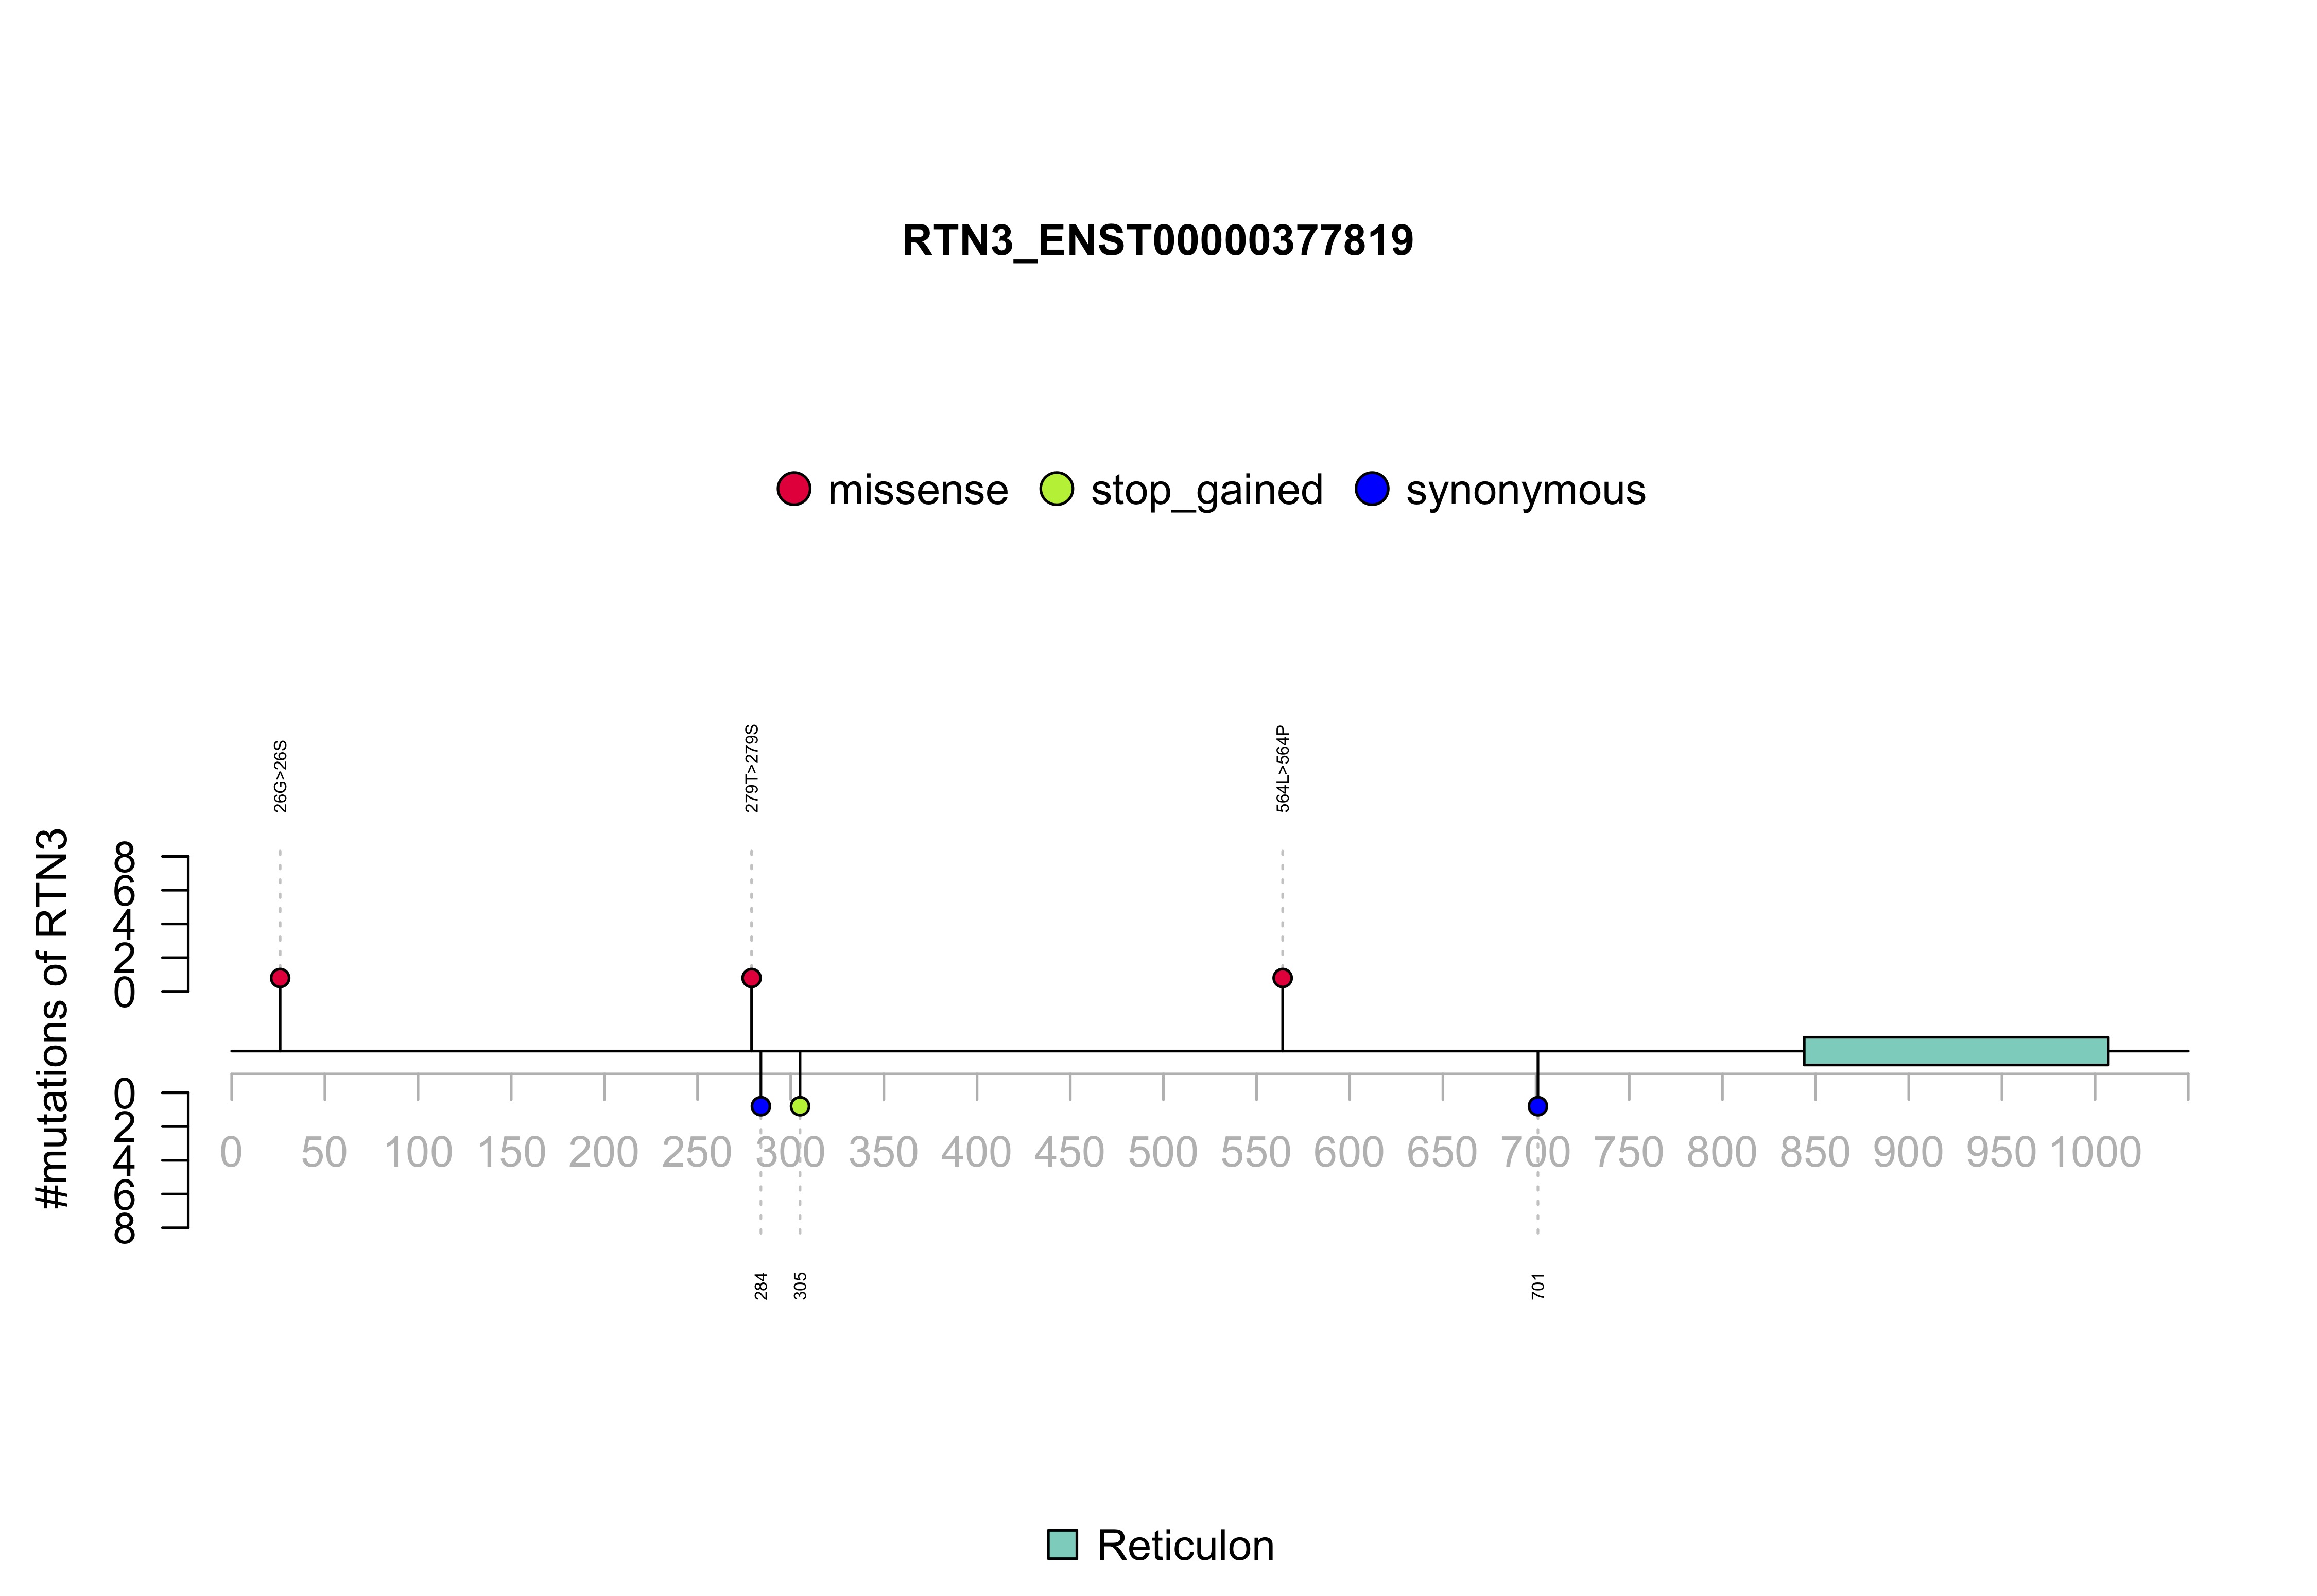 RTN3_ENST00000377819
missense stop_gained synonymous
26G>26S 279T>279S 564L>564P
#mutations of RTN3
8
6
4
2
0
0
2
4
6
8
0 50 100 150 200 250 300 350 400 450 500 550 600 650 700 750 800 850 900 950 1000
284 305 701
Reticulon